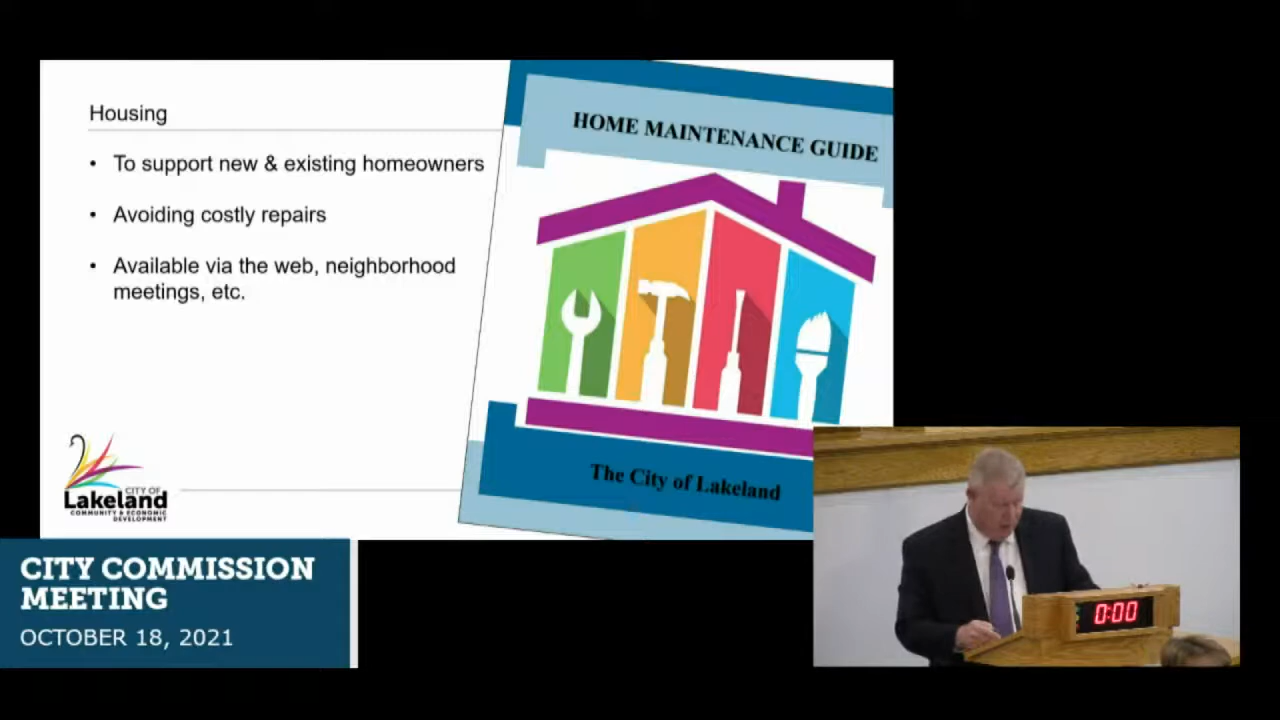 Housing
• To support new & existing homeowners
• Avoiding costly repairs
• Available via the web, neighborhood
meetings, etc.
HOME MAINTENANCE GUIDE
The City of Lakeland
CITY OF
Lakeland
COMMUNITY & ECONOMIC
DEVELOPMENT
CITY COMMISSION
MEETING
OCTOBER 18, 2021
0:00